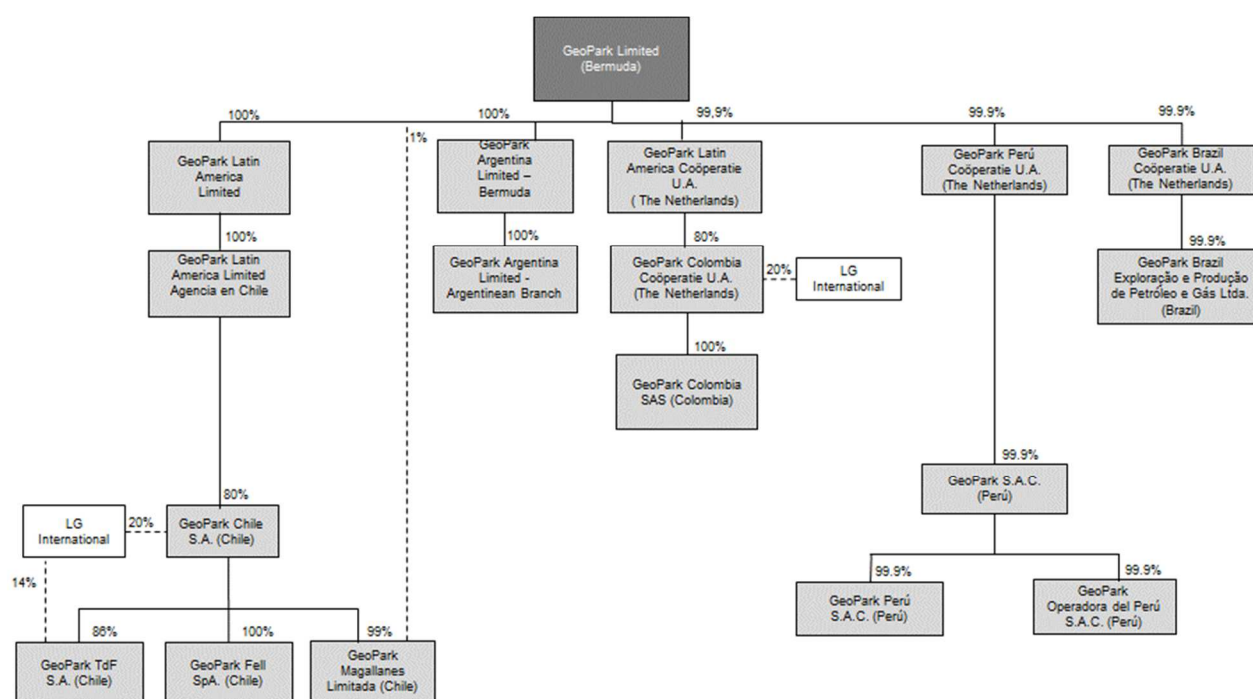 GeoPark Limited
(Bermuda)
100%
100%
99,9%
99.9%
99.9%
1%
GeoPark Latin
America
Limited
GeoPark
Argentina
Limited –
Bermuda
GeoPark Latin
America Coöperatie
U.A.
( The Netherlands)
GeoPark Perú
Coöperatie U.A.
(The Netherlands)
GeoPark Brazil
Coöperatie U.A.
(The Netherlands)
100%
100%
80%
99.9%
GeoPark Latin
America Limited
Agencia en Chile
GeoPark Argentina
Limited -
Argentinean Branch
GeoPark Colombia
Coöperatie U.A.
(The Netherlands)
20%
LG
International
GeoPark Brazil
Exploração e Produção
de Petróleo e Gás Ltda.
(Brazil)
100%
GeoPark Colombia
SAS (Colombia)
99.9%
GeoPark S.A.C.
(Perú)
80%
LG
International
20%
GeoPark Chile
S.A. (Chile)
14%
99.9%
99.9%
GeoPark Perú
S.A.C. (Perú)
GeoPark
Operadora del Perú
S.A.C. (Perú)
86%
100%
99%
GeoPark TdF
S.A. (Chile)
GeoPark Fell
SpA. (Chile)
GeoPark
Magallanes
Limitada (Chile)